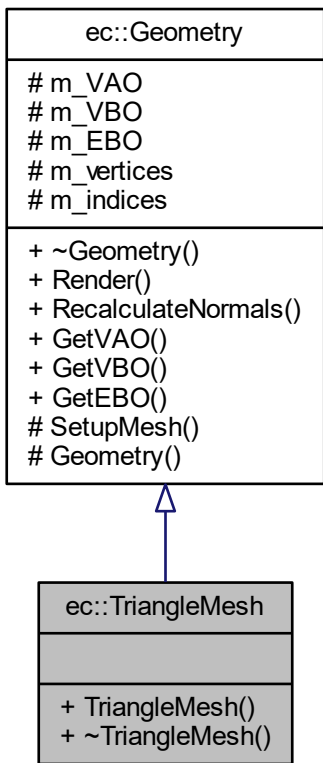 ec::Geometry
# m_VAO
# m_VBO
# m_EBO
# m_vertices
# m_indices
+ ~Geometry()
+ Render()
+ RecalculateNormals()
+ GetVAO()
+ GetVBO()
+ GetEBO()
# SetupMesh()
# Geometry()
ec::TriangleMesh
+ TriangleMesh()
+ ~TriangleMesh()